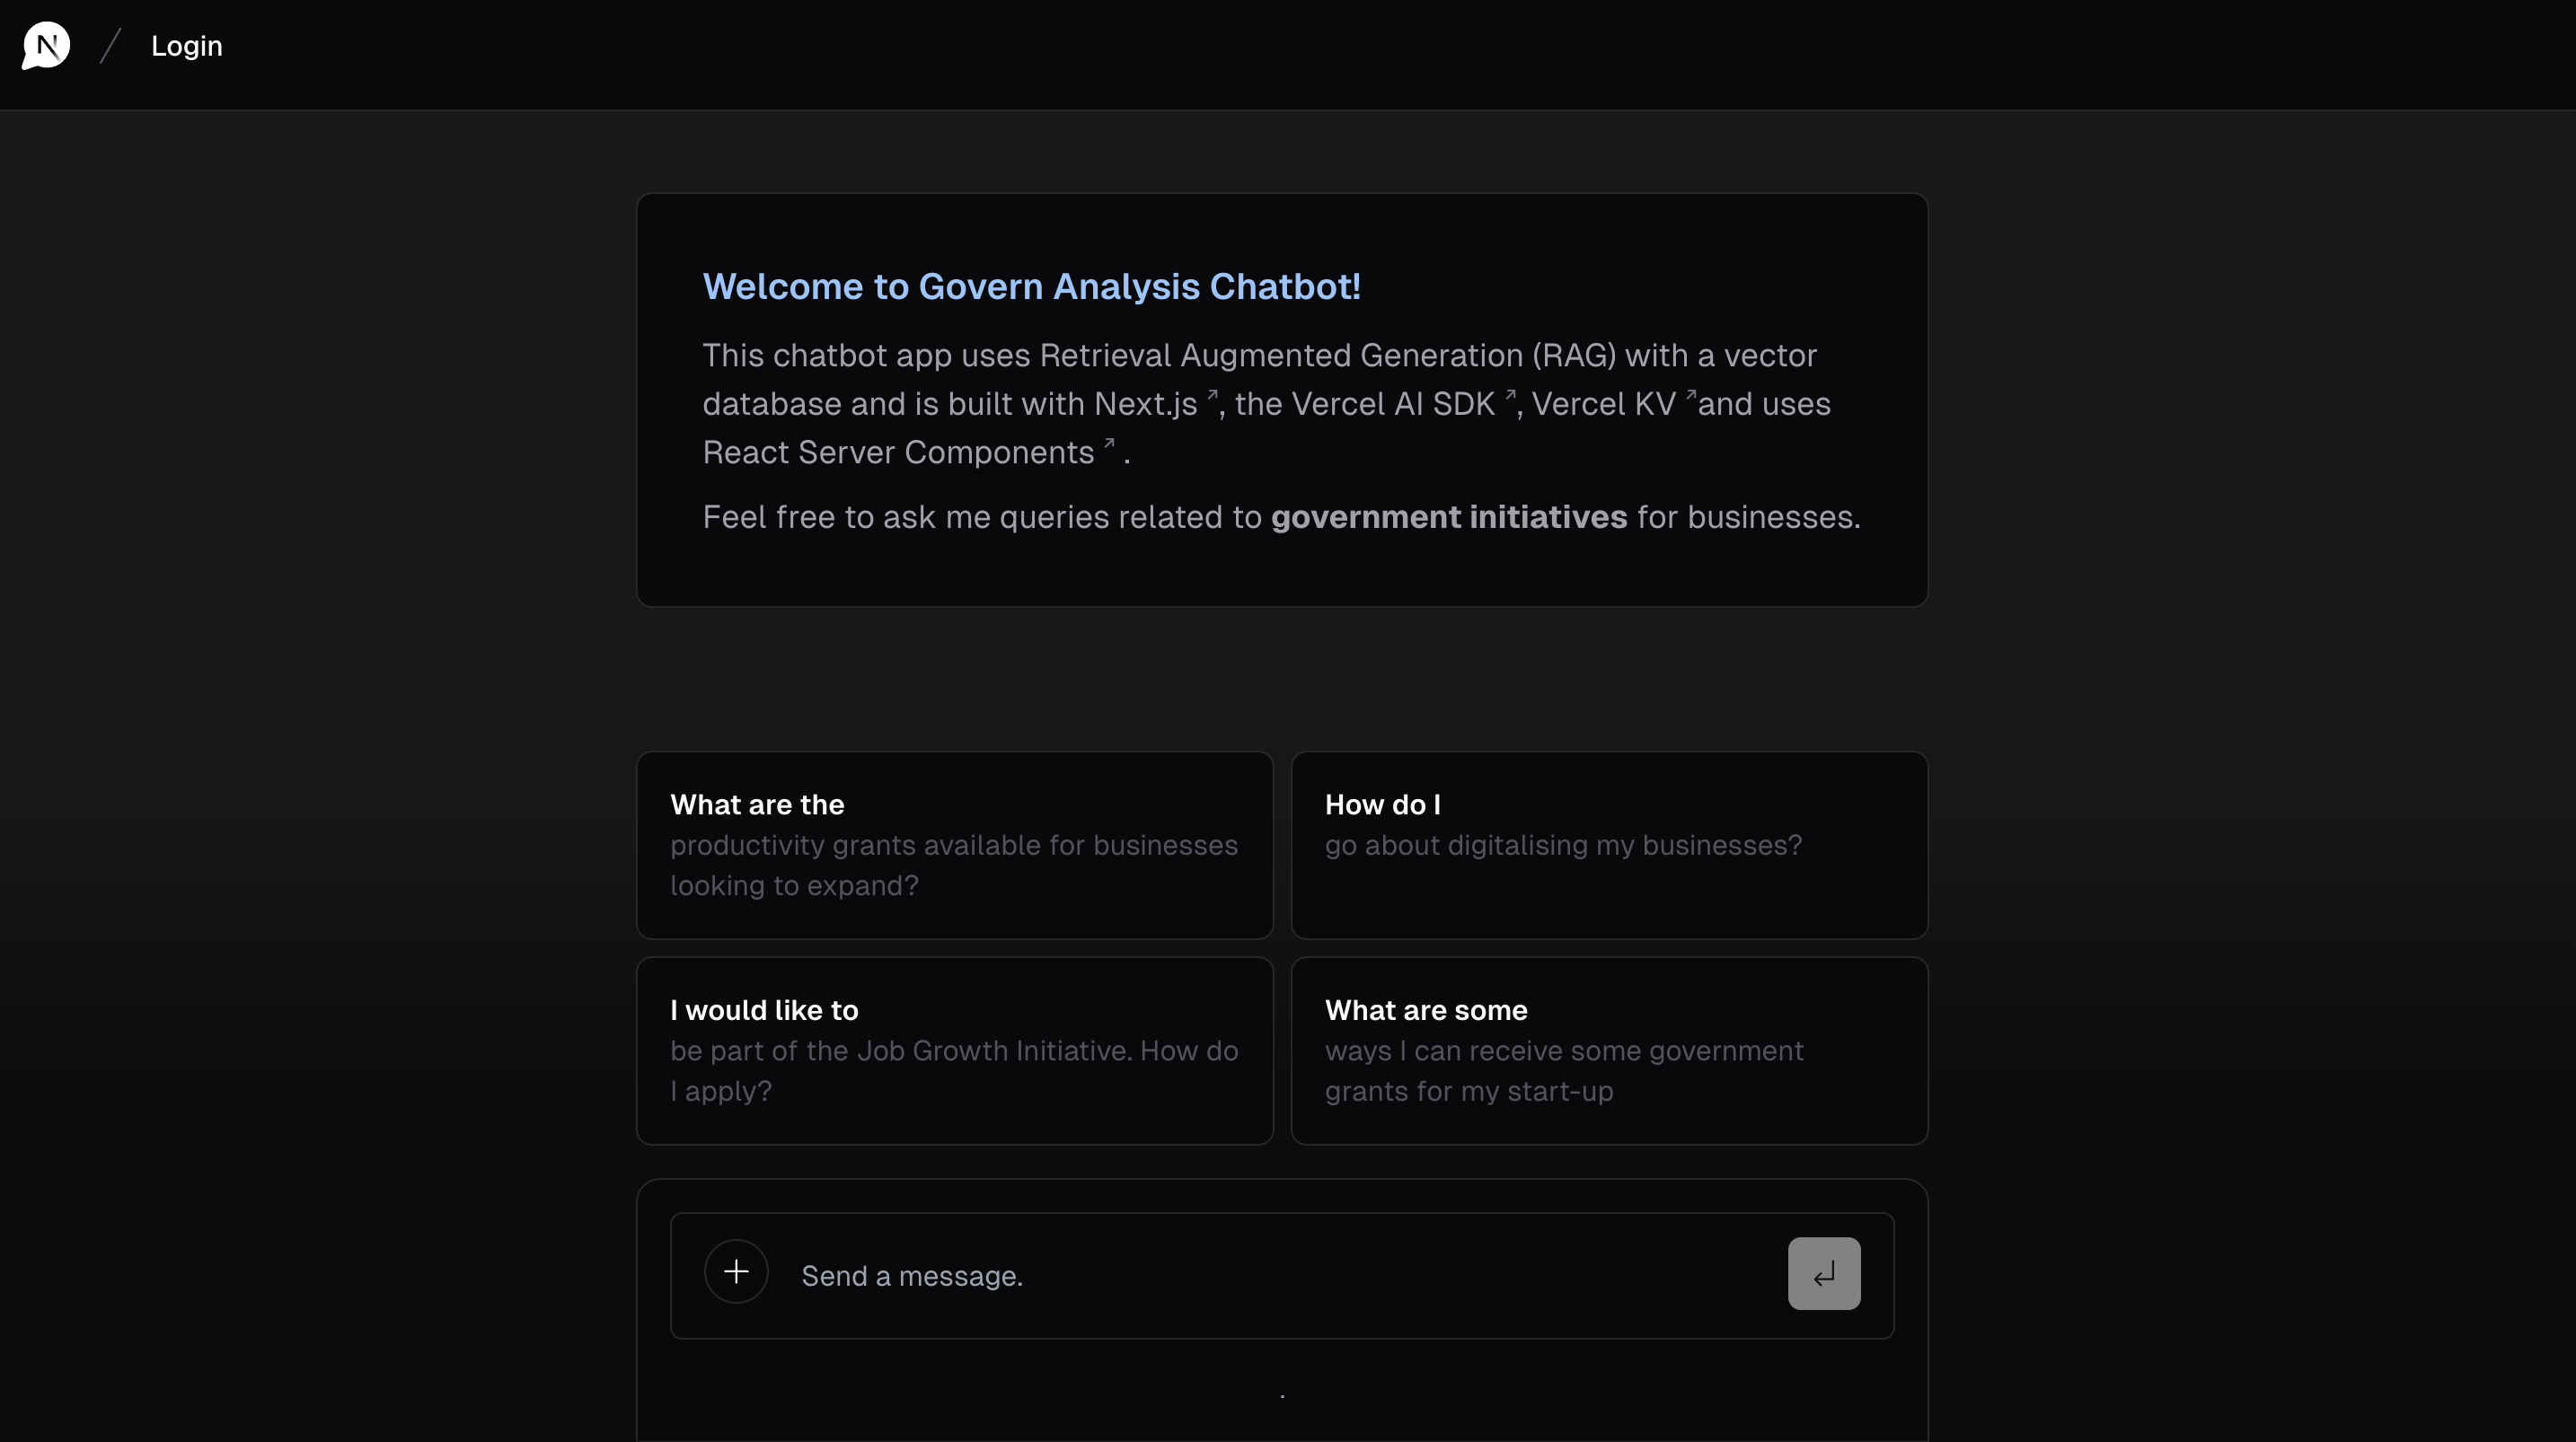 N / Login
Welcome to Govern Analysis Chatbot!
This chatbot app uses Retrieval Augmented Generation (RAG) with a vector
database and is built with Next.js ↗, the Vercel AI SDK ↗, Vercel KV ↗and uses
React Server Components ↗ .
Feel free to ask me queries related to government initiatives for businesses.
What are the
productivity grants available for businesses
looking to expand?
How do I
go about digitalising my businesses?
I would like to
be part of the Job Growth Initiative. How do
I apply?
What are some
ways I can receive some government
grants for my start-up
Send a message.
.